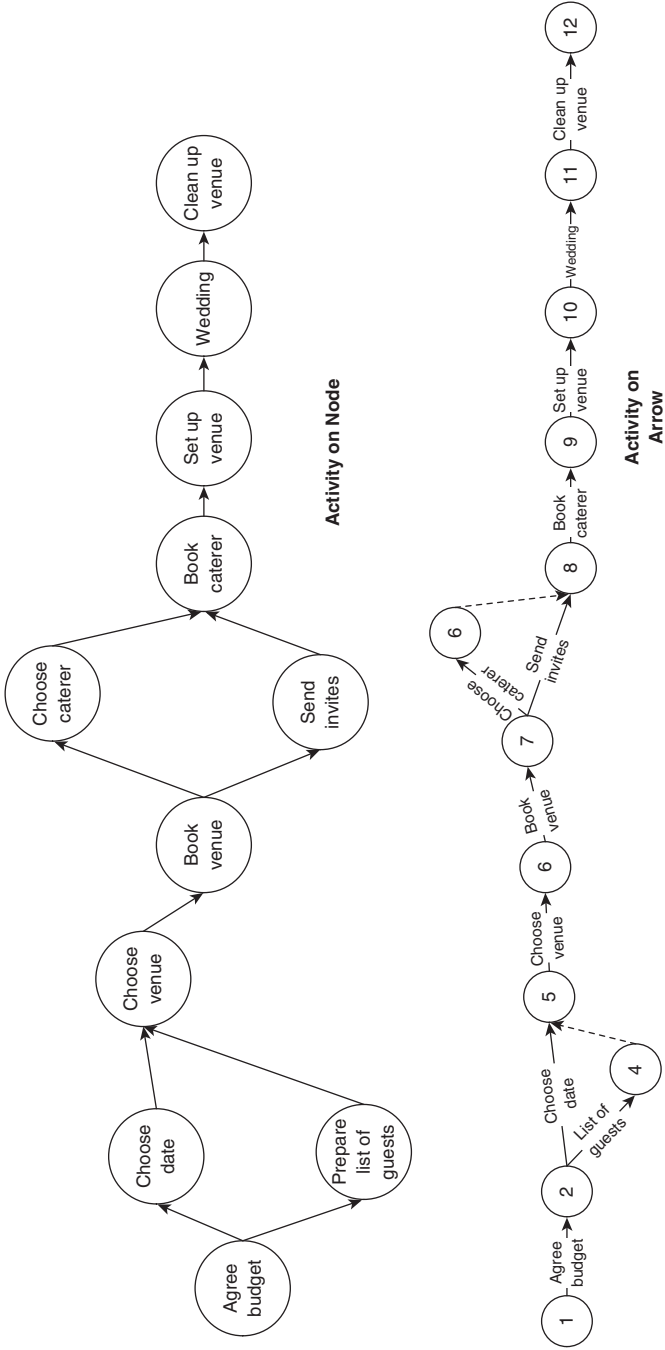 Agree
budget
Choose
date
Prepare
list of
guests
Choose
venue
Book
venue
Choose
caterer
Send
invites
Book
caterer
Set up
venue
Wedding
Clean up
venue
Activity on Node
1
Agree
budget
2
Choose
date
List of
guests
4
5
Choose
venue
6
Book
venue
7
Choose
caterer
6
Send
invites
8
Book
caterer
9
Set up
venue
10
Wedding
11
Clean up
venue
12
Activity on
Arrow